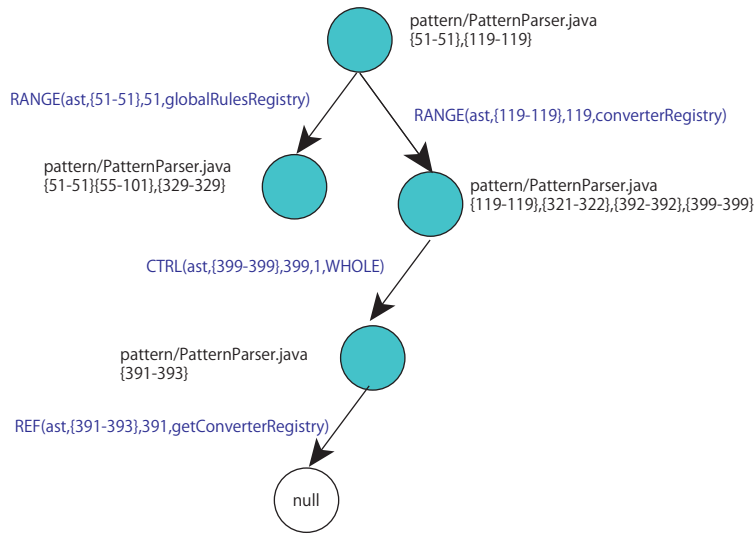 pattern/PatternParser.java
{51-51},{119-119}
RANGE(ast,{51-51},51,globalRulesRegistry)
RANGE(ast,{119-119},119,converterRegistry)
pattern/PatternParser.java
{51-51}{55-101},{329-329}
pattern/PatternParser.java
{119-119},{321-322},{392-392},{399-399}
CTRL(ast,{399-399},399,1,WHOLE)
pattern/PatternParser.java
{391-393}
REF(ast,{391-393},391,getConverterRegistry)
null